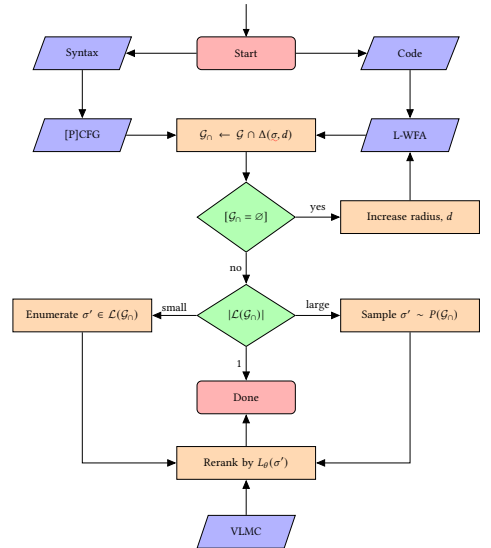 Syntax
Start
Code
[P]CFG
𝒢∩ ← 𝒢 ∩ Δ(σ, d)
L-WFA
[𝒢∩ = ∅]
yes
Increase radius, d
no
Enumerate σ′ ∈ ℒ(𝒢∩)
small
|ℒ(𝒢∩)|
large
Sample σ′ ∼ P(𝒢∩)
1
Done
Rerank by L_θ(σ′)
VLMC